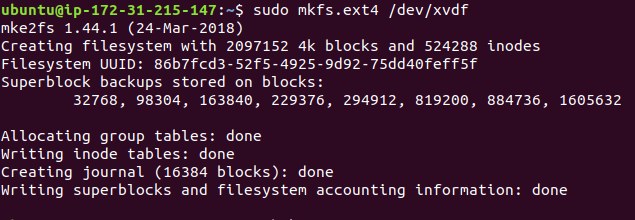 ubuntu@ip-172-31-215-147:~$ sudo mkfs.ext4 /dev/xvdf
mke2fs 1.44.1 (24-Mar-2018)
Creating filesystem with 2097152 4k blocks and 524288 inodes
Filesystem UUID: 86b7fcd3-52f5-4925-9d92-75dd40feff5f
Superblock backups stored on blocks:
        32768, 98304, 163840, 229376, 294912, 819200, 884736, 1605632

Allocating group tables: done
Writing inode tables: done
Creating journal (16384 blocks): done
Writing superblocks and filesystem accounting information: done